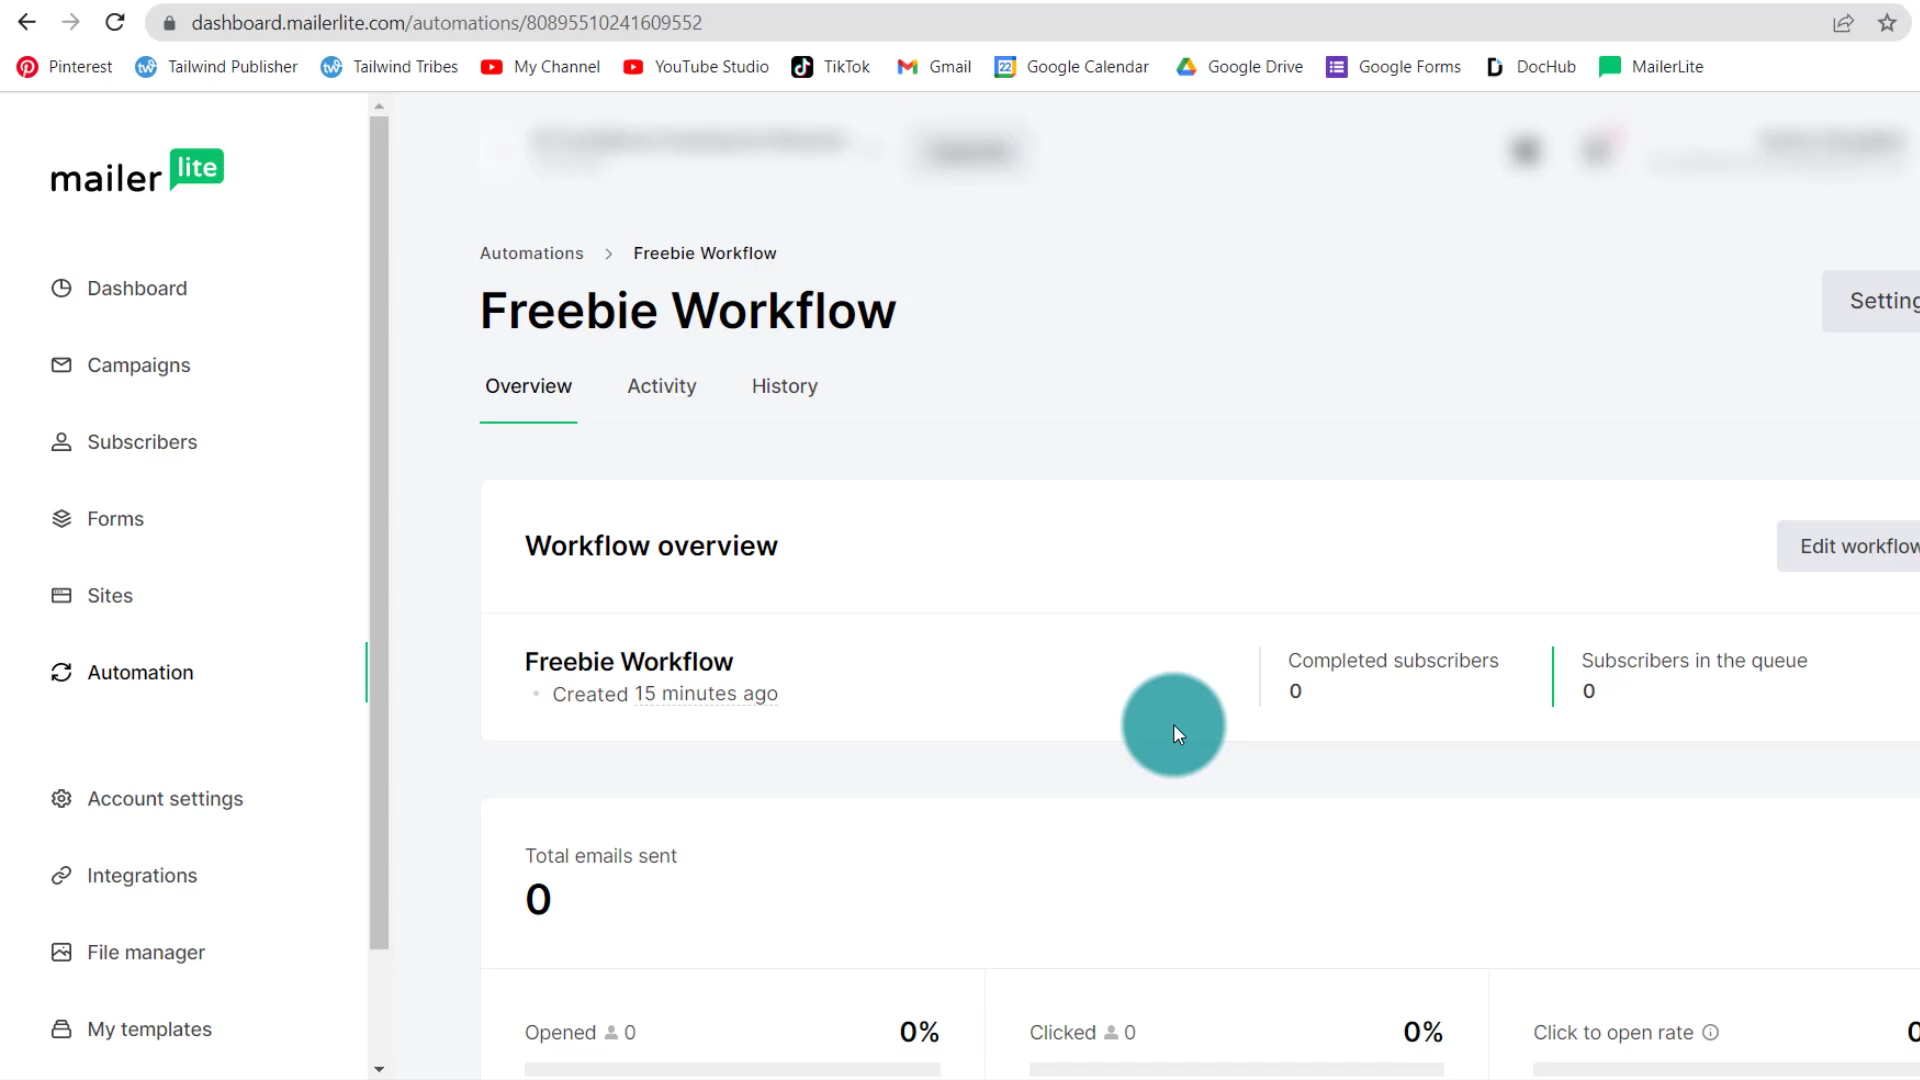 dashboard.mailerlite.com/automations/80895510241609552
Pinterest Tailwind Publisher Tailwind Tribes My Channel YouTube Studio TikTok Gmail 22 Google Calendar Google Drive Google Forms DocHub MailerLite
mailer lite
Dashboard
Campaigns
Subscribers
Forms
Sites
Automation
Account settings
Integrations
File manager
My templates
Automations > Freebie Workflow
Freebie Workflow
Setting
Overview Activity History
Workflow overview
Edit workflow
Freebie Workflow
Created 15 minutes ago
Completed subscribers
0
Subscribers in the queue
0
Total emails sent
0
Opened 0 0%
Clicked 0 0%
Click to open rate 0